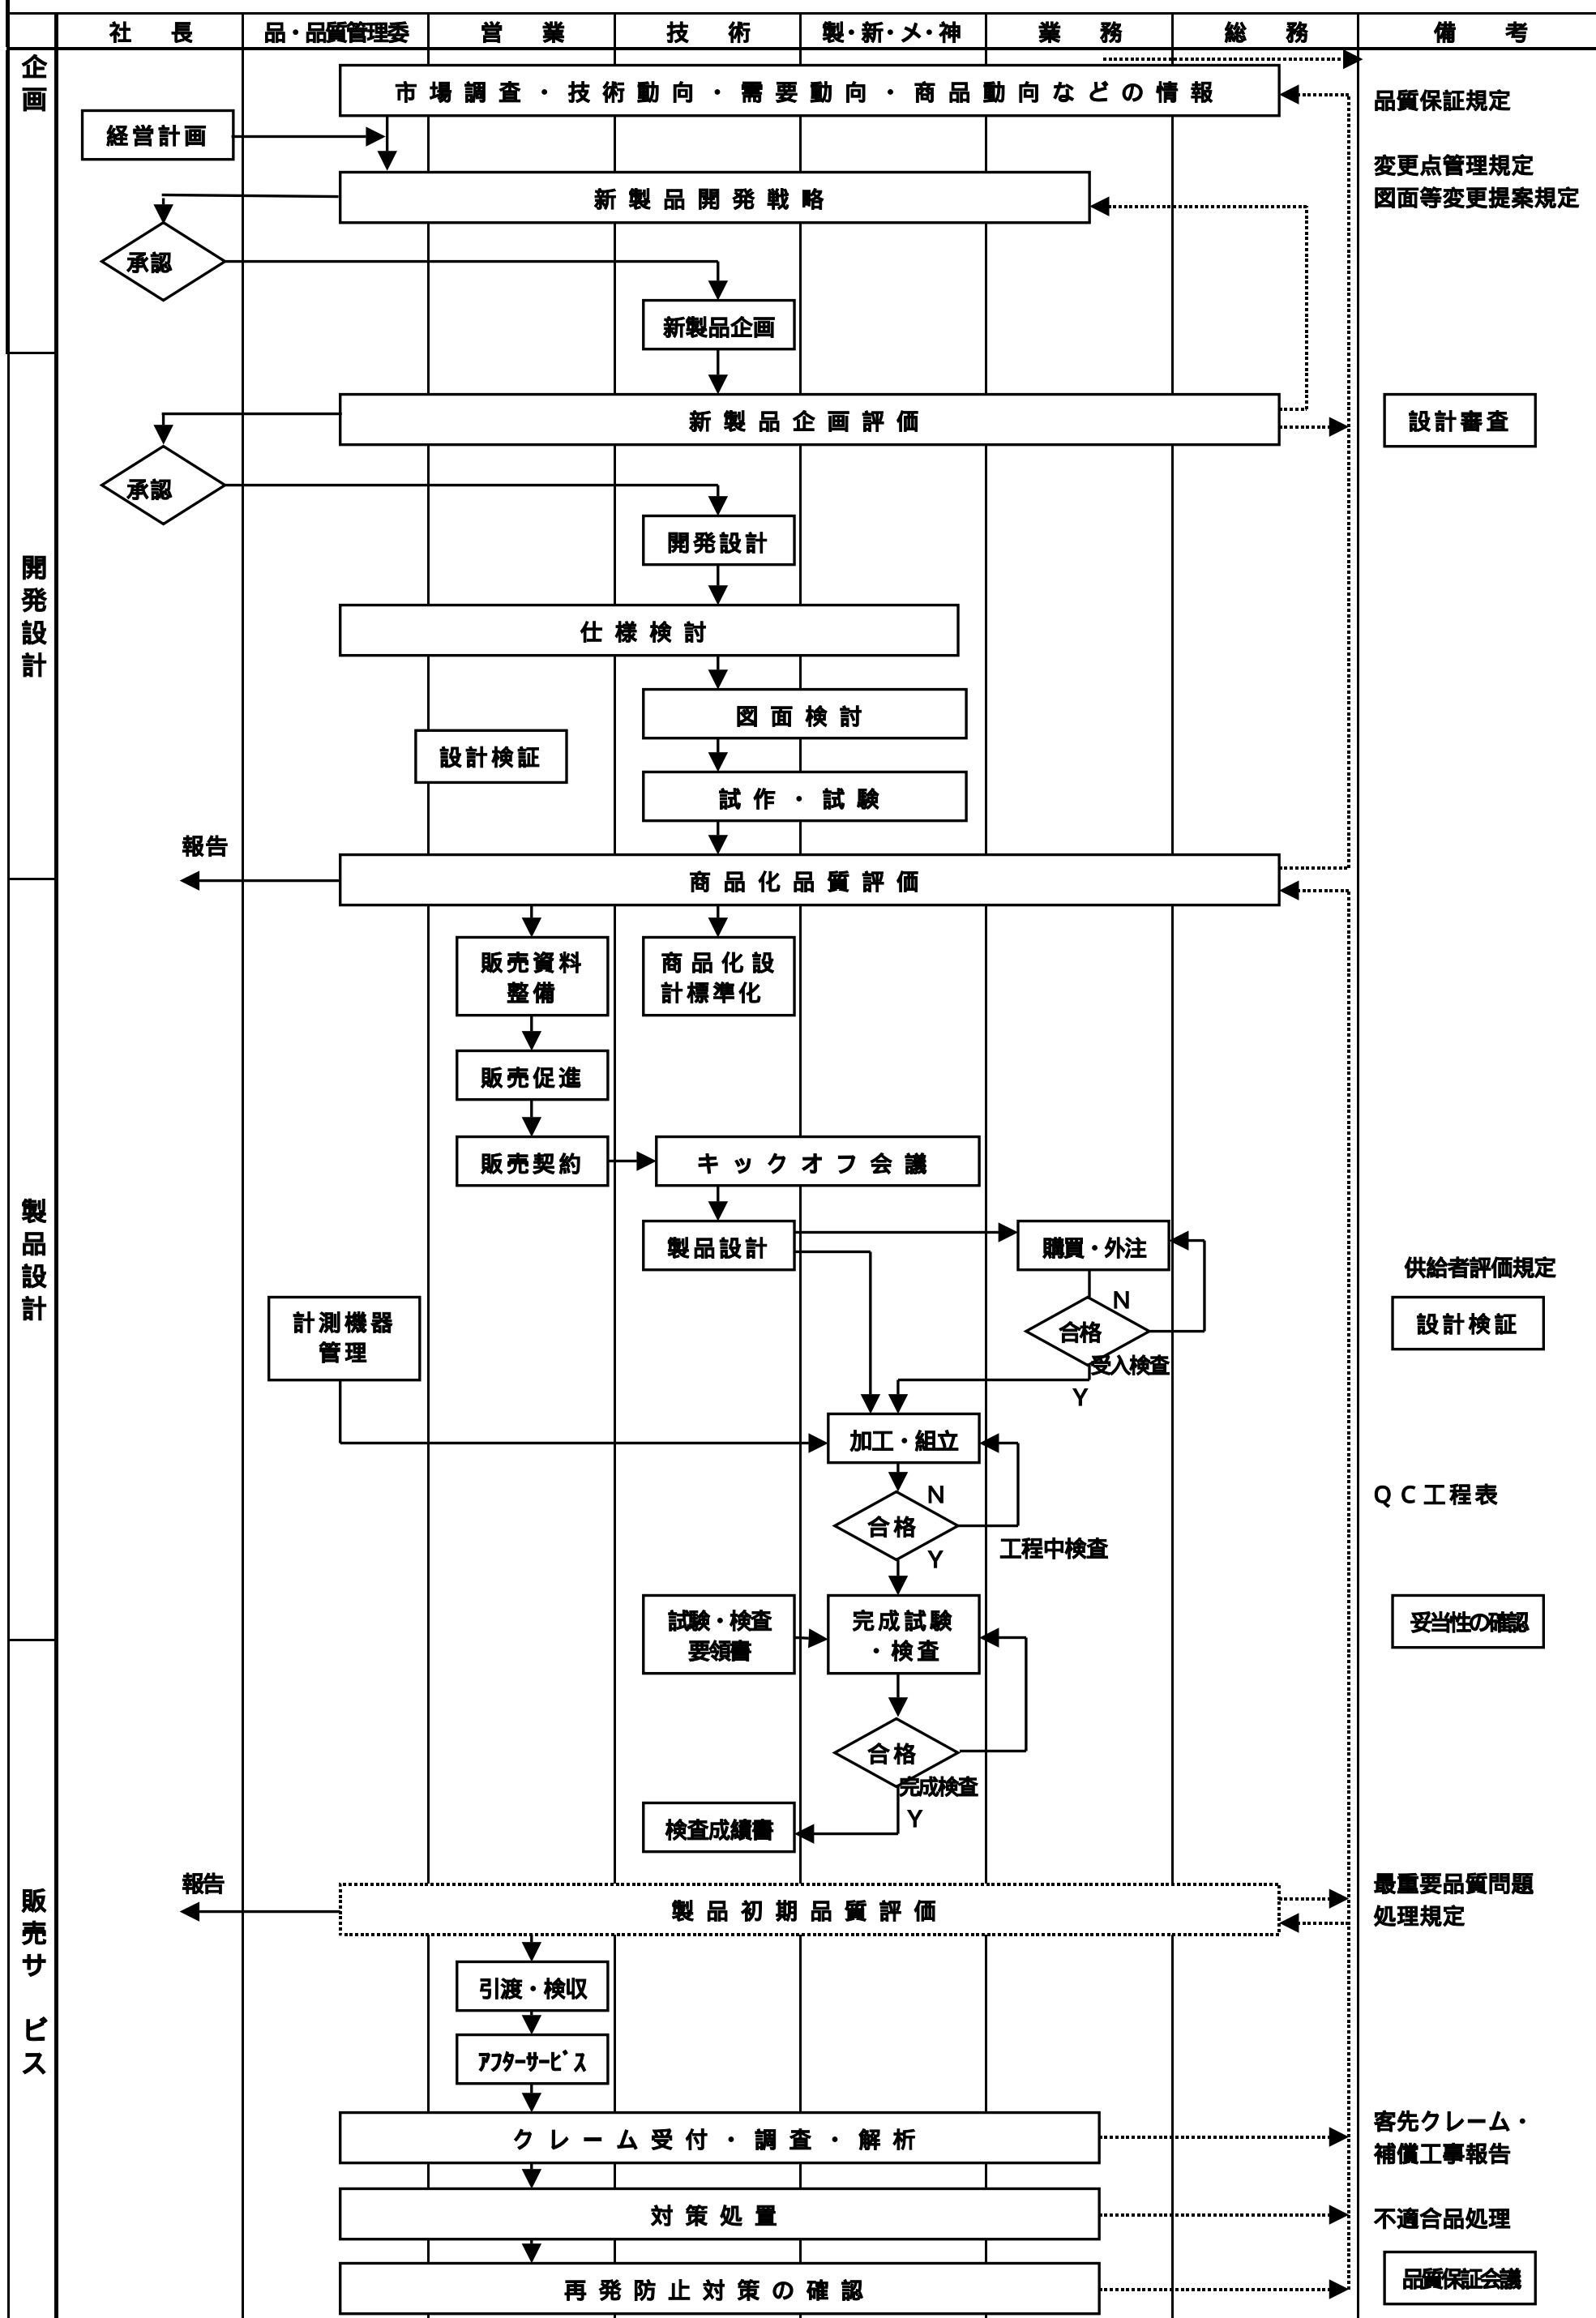 社　長
品・品質管理委
営　業
技　術
製・新・メ・神
業　務
総　務
備　考
企画
市場調査・技術動向・需要動向・商品動向などの情報
品質保証規定
経営計画
変更点管理規定
図面等変更提案規定
新製品開発戦略
承認
新製品企画
新製品企画評価
設計審査
承認
開発設計
開発設計
仕様検討
図面検討
設計検証
試作・試験
報告
商品化品質評価
販売資料
整備
商品化設
計標準化
販売促進
販売契約
キックオフ会議
製品設計
製品設計
購買・外注
供給者評価規定
計測機器
管理
N
合格
設計検証
受入検査
Y
加工・組立
QC工程表
N
合格
工程中検査
Y
試験・検査
要領書
完成試験
・検査
妥当性の確認
合格
完成検査
Y
検査成績書
報告
販売サービス
製品初期品質評価
最重要品質問題
処理規定
引渡・検収
ｱﾌﾀｰｻｰﾋﾞｽ
クレーム受付・調査・解析
客先クレーム・
補償工事報告
対策処置
不適合品処理
再発防止対策の確認
品質保証会議